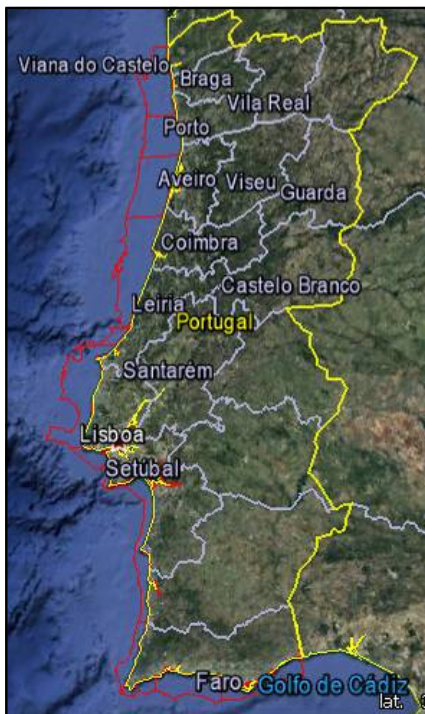 Viana do Castelo
Braga
Vila Real
Porto
Aveiro
Viseu
Guarda
Coimbra
Castelo Branco
Leiria
Portugal
Santarém
Lisboa
Setúbal
Faro
Golfo de Cádiz
lat.